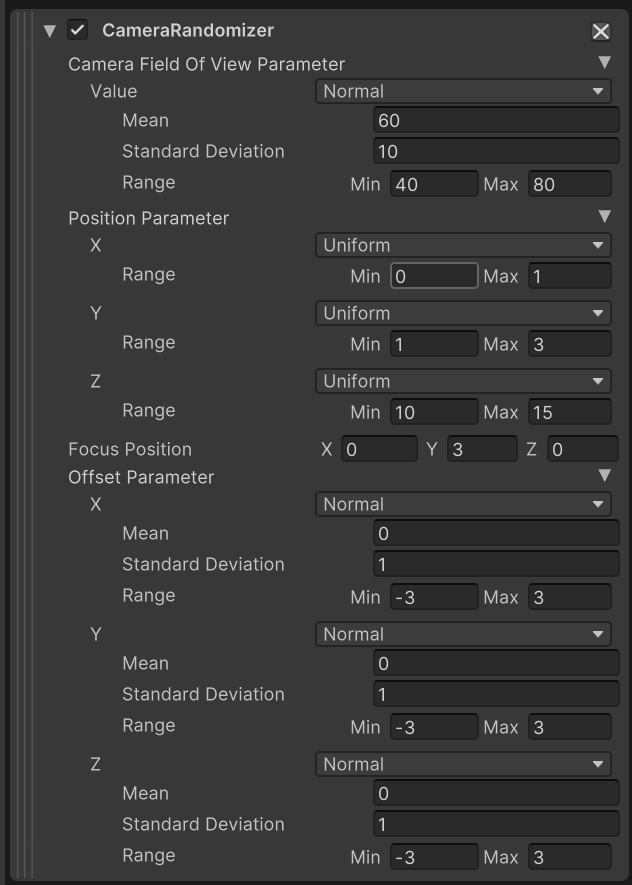 CameraRandomizer
Camera Field Of View Parameter
Value Normal
Mean 60
Standard Deviation 10
Range Min 40 Max 80
Position Parameter
X Uniform
Range Min 0 Max 1
Y Uniform
Range Min 1 Max 3
Z Uniform
Range Min 10 Max 15
Focus Position X 0 Y 3 Z 0
Offset Parameter
X Normal
Mean 0
Standard Deviation 1
Range Min -3 Max 3
Y Normal
Mean 0
Standard Deviation 1
Range Min -3 Max 3
Z Normal
Mean 0
Standard Deviation 1
Range Min -3 Max 3